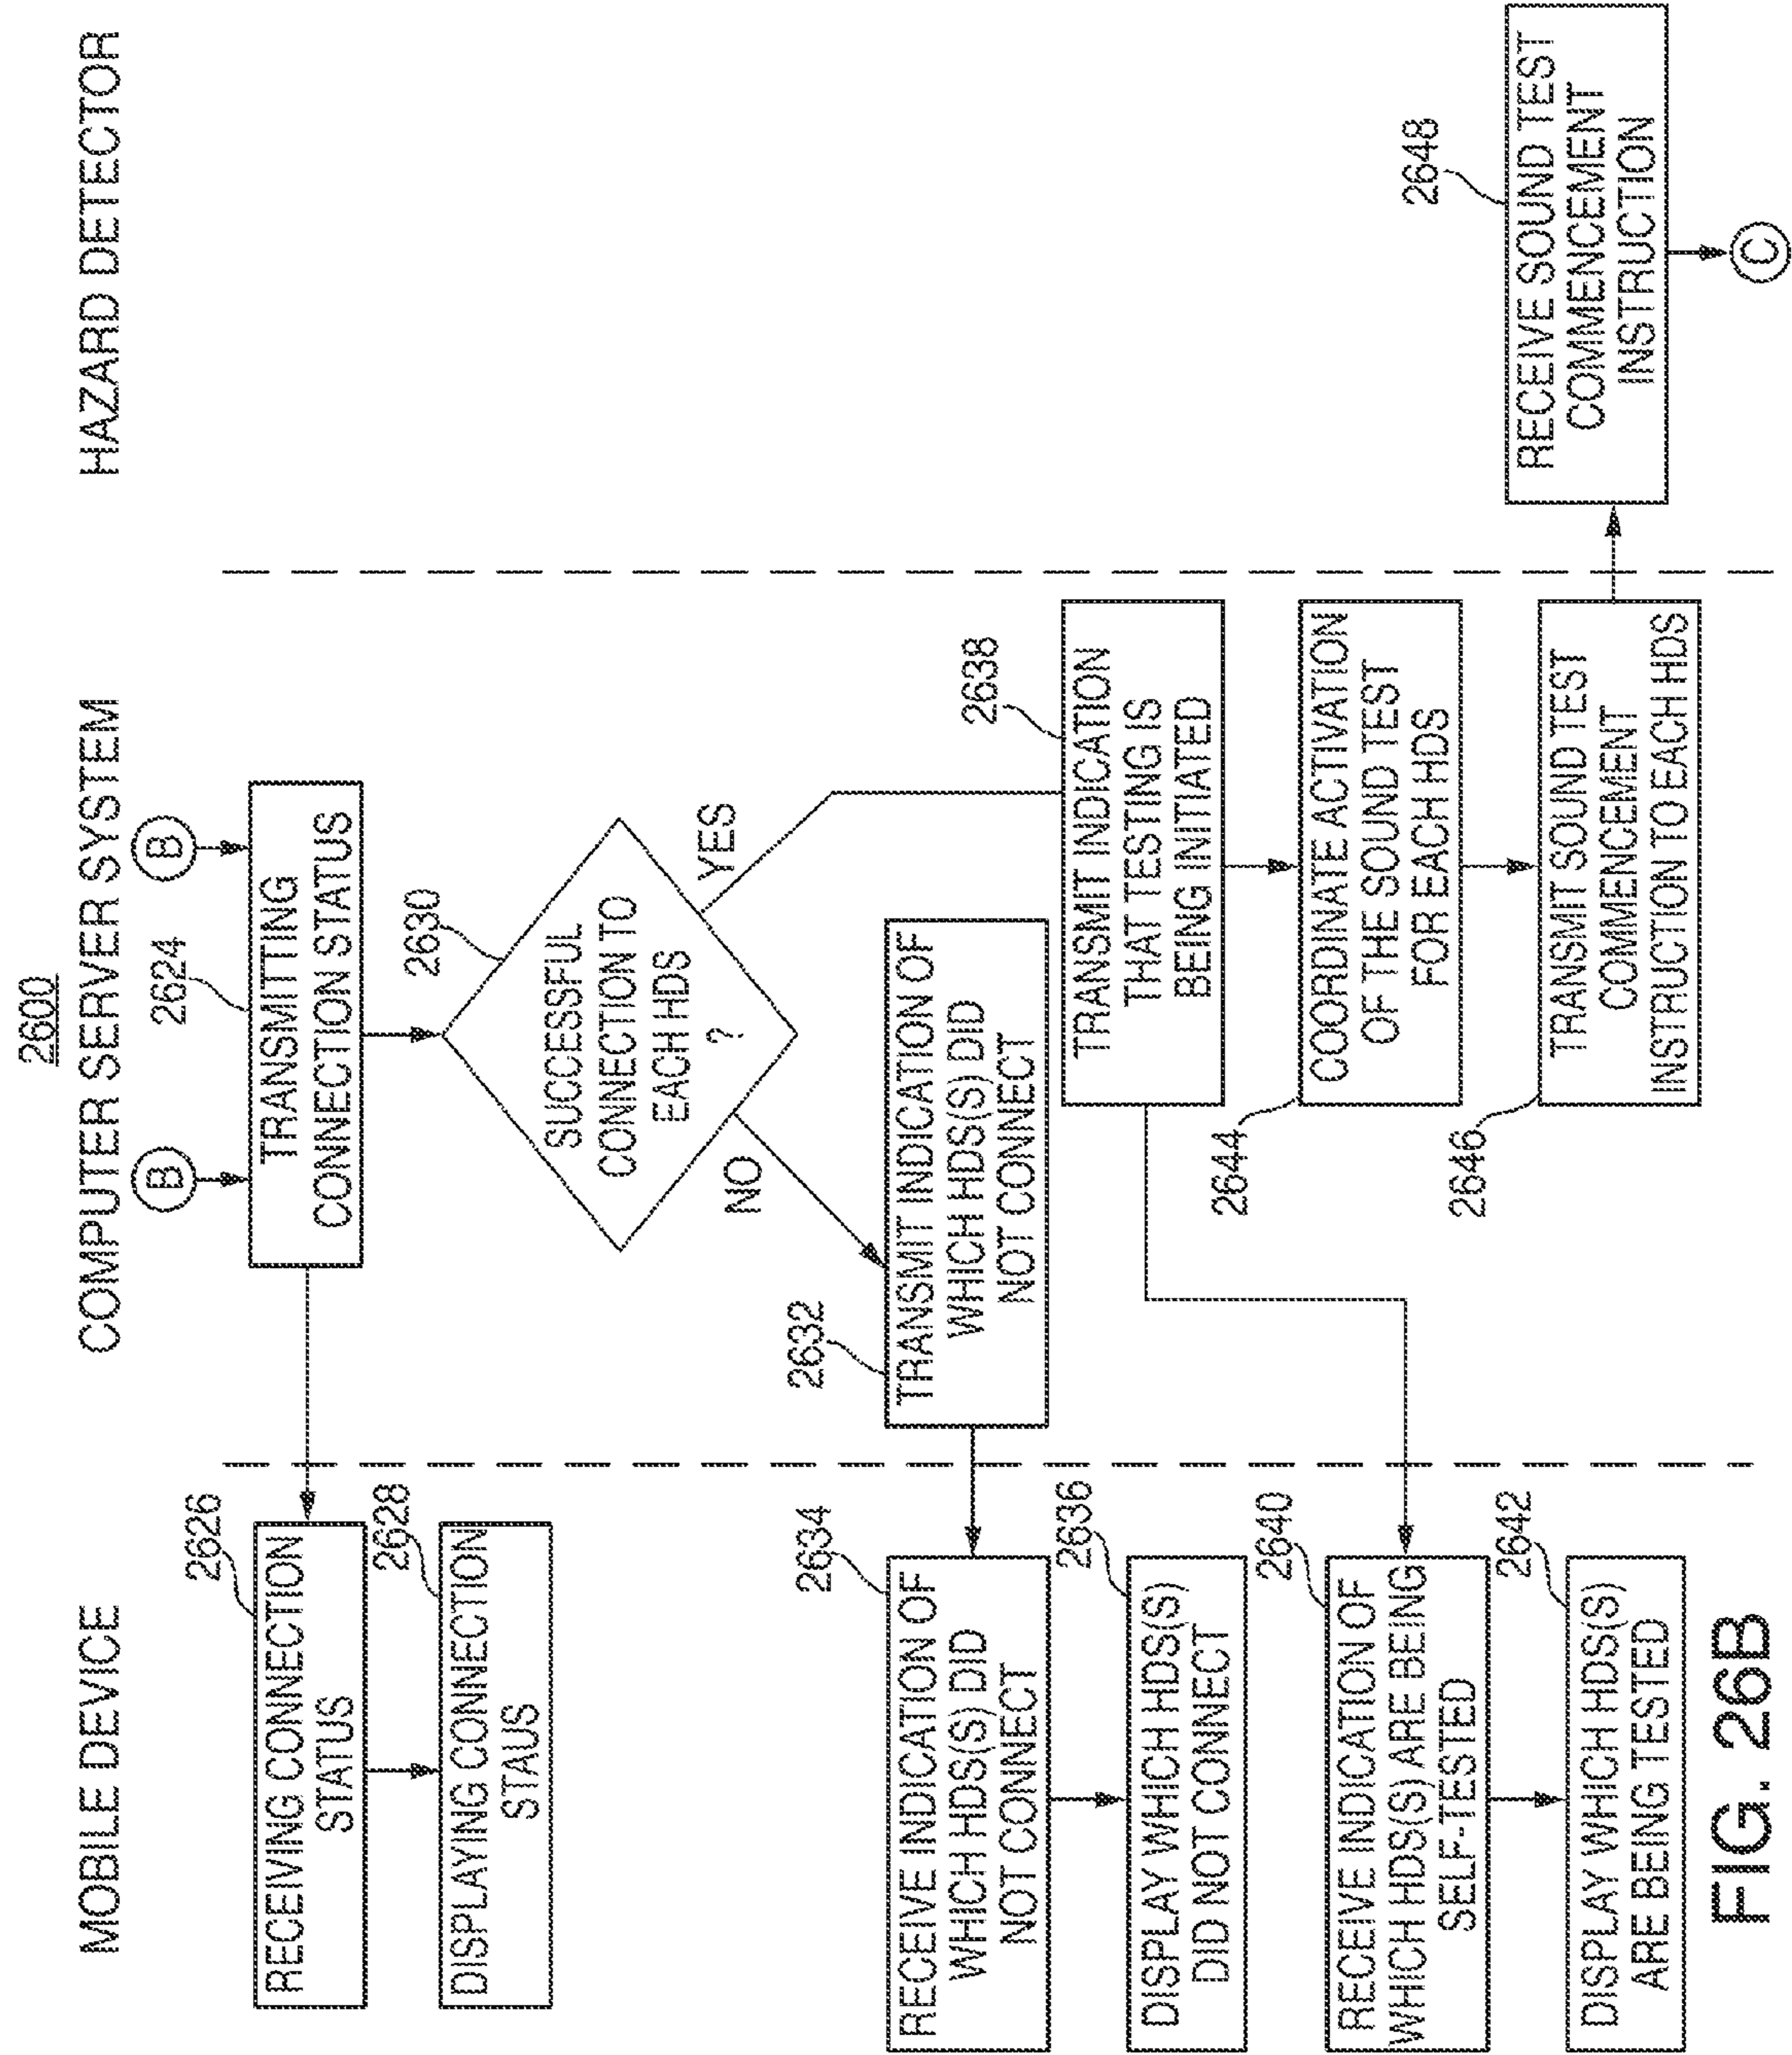 2600
MOBILE DEVICE
COMPUTER SERVER SYSTEM
HAZARD DETECTOR
B
B
2624
TRANSMITTING
CONNECTION STATUS
2626
RECEIVING CONNECTION
STATUS
2628
DISPLAYING CONNECTION
STAUS
2630
SUCCESSFUL
CONNECTION TO
EACH HDS
?
NO
YES
2632
TRANSMIT INDICATION OF
WHICH HDS(S) DID
NOT CONNECT
2634
RECEIVE INDICATION OF
WHICH HDS(S) DID
NOT CONNECT
2636
DISPLAY WHICH HDS(S)
DID NOT CONNECT
2638
TRANSMIT INDICATION
THAT TESTING IS
BEING INITIATED
2640
RECEIVE INDICATION OF
WHICH HDS(S) ARE BEING
SELF-TESTED
2642
DISPLAY WHICH HDS(S)
ARE BEING TESTED
2644
COORDINATE ACTIVATION
OF THE SOUND TEST
FOR EACH HDS
2646
TRANSMIT SOUND TEST
COMMENCEMENT
INSTRUCTION TO EACH HDS
2648
RECEIVE SOUND TEST
COMMENCEMENT
INSTRUCTION
C
FIG. 26B